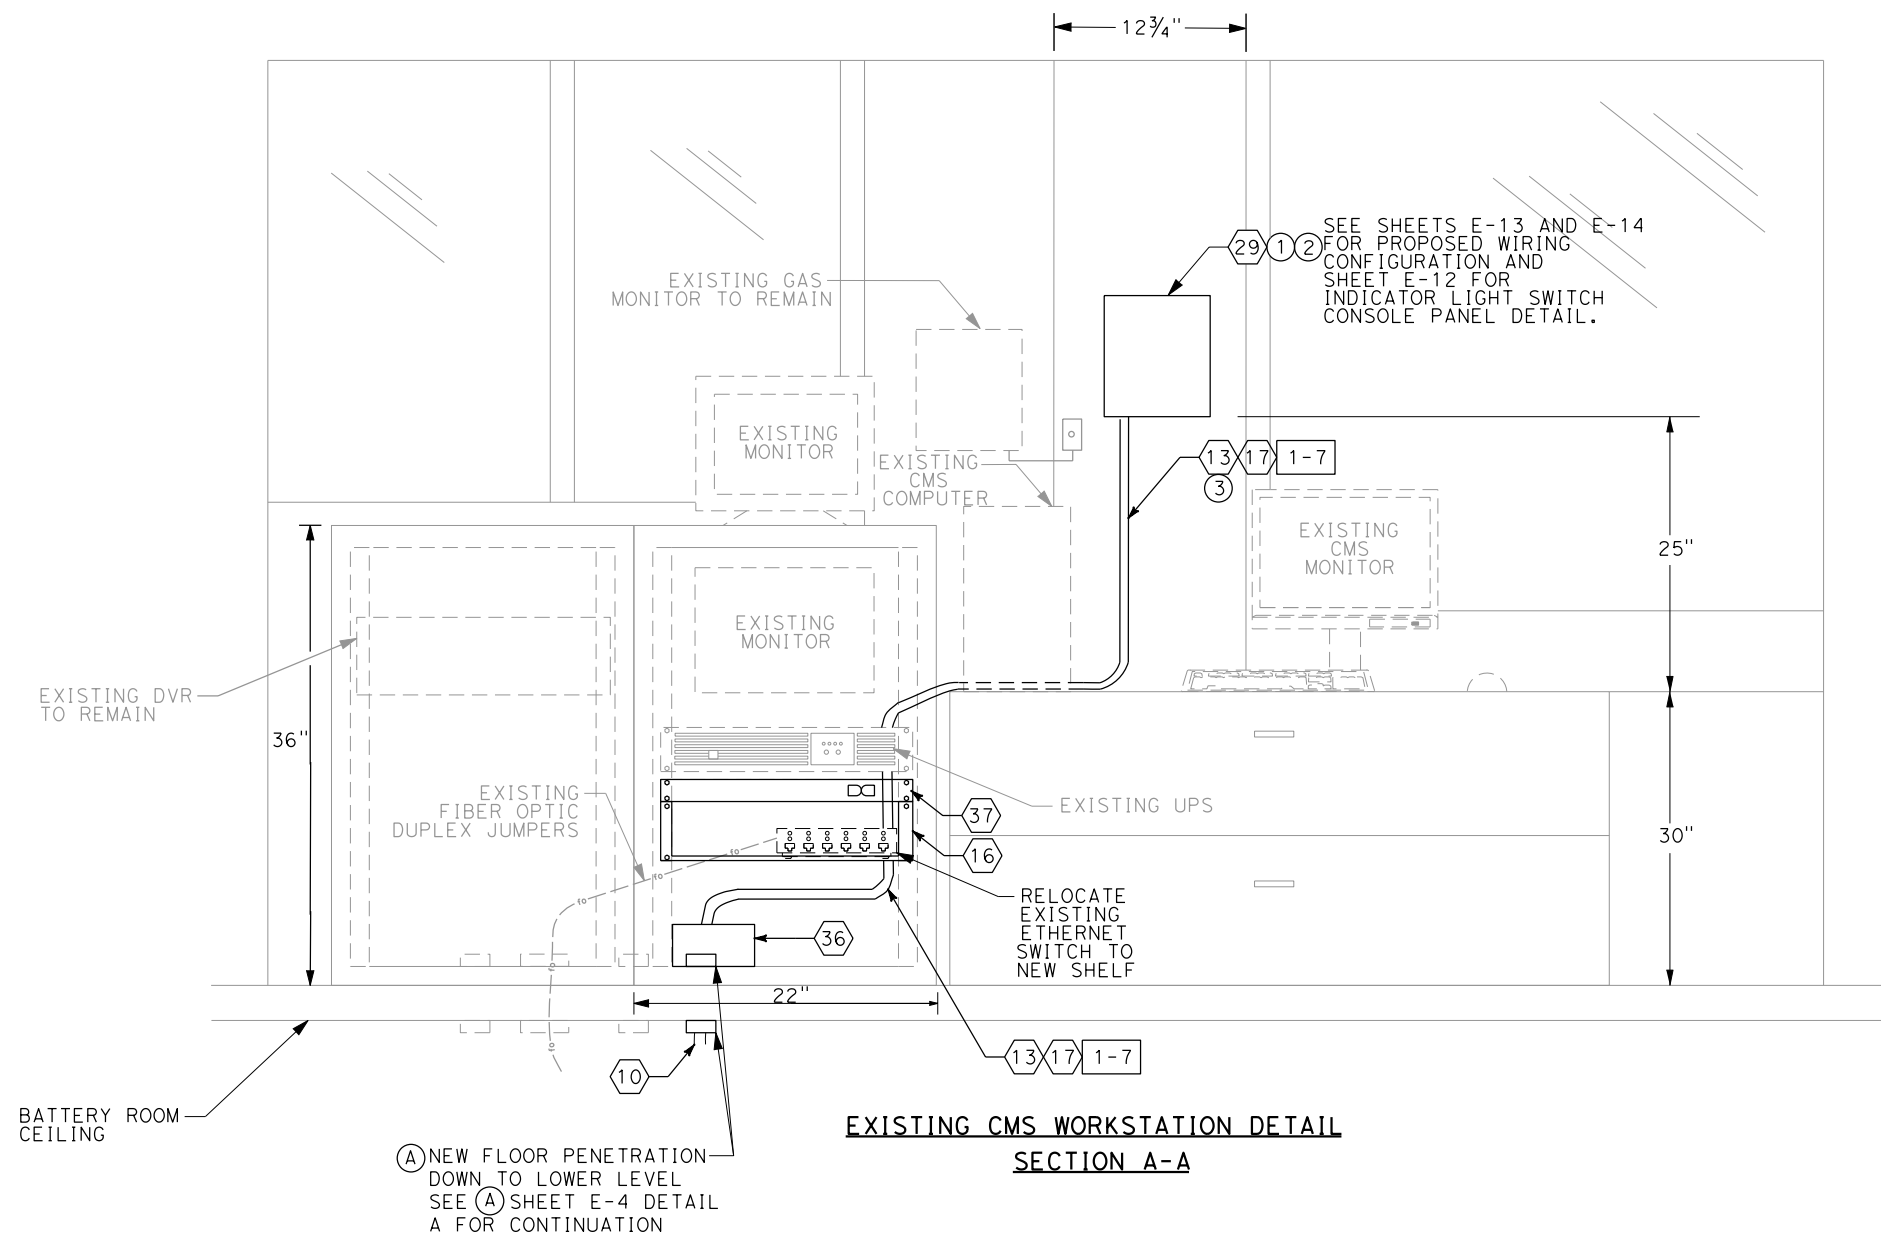 12¾"
29 1 2
SEE SHEETS E-13 AND E-14
FOR PROPOSED WIRING
CONFIGURATION AND
SHEET E-12 FOR
INDICATOR LIGHT SWITCH
CONSOLE PANEL DETAIL.
EXISTING GAS
MONITOR TO REMAIN
EXISTING
MONITOR
EXISTING
CMS
COMPUTER
13 17 1-7
3
EXISTING
CMS
MONITOR
25"
EXISTING
MONITOR
EXISTING DVR
TO REMAIN
36"
EXISTING
FIBER OPTIC
DUPLEX JUMPERS
EXISTING UPS
37
16
30"
fo
fo
fo
fo
fo
RELOCATE
EXISTING
ETHERNET
SWITCH TO
NEW SHELF
36
22"
10
13 17 1-7
BATTERY ROOM
CEILING
A NEW FLOOR PENETRATION
DOWN TO LOWER LEVEL
SEE A SHEET E-4 DETAIL
A FOR CONTINUATION
EXISTING CMS WORKSTATION DETAIL
SECTION A-A